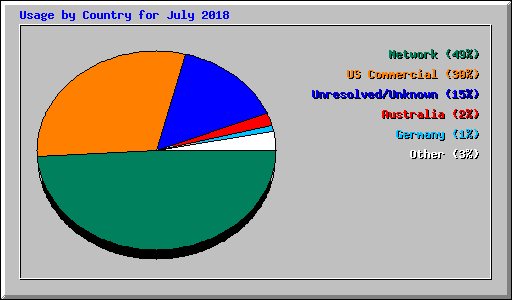 Usage by Country for July 2018
Network (49%)
US Commercial (30%)
Unresolved/Unknown (15%)
Australia (2%)
Germany (1%)
Other (3%)